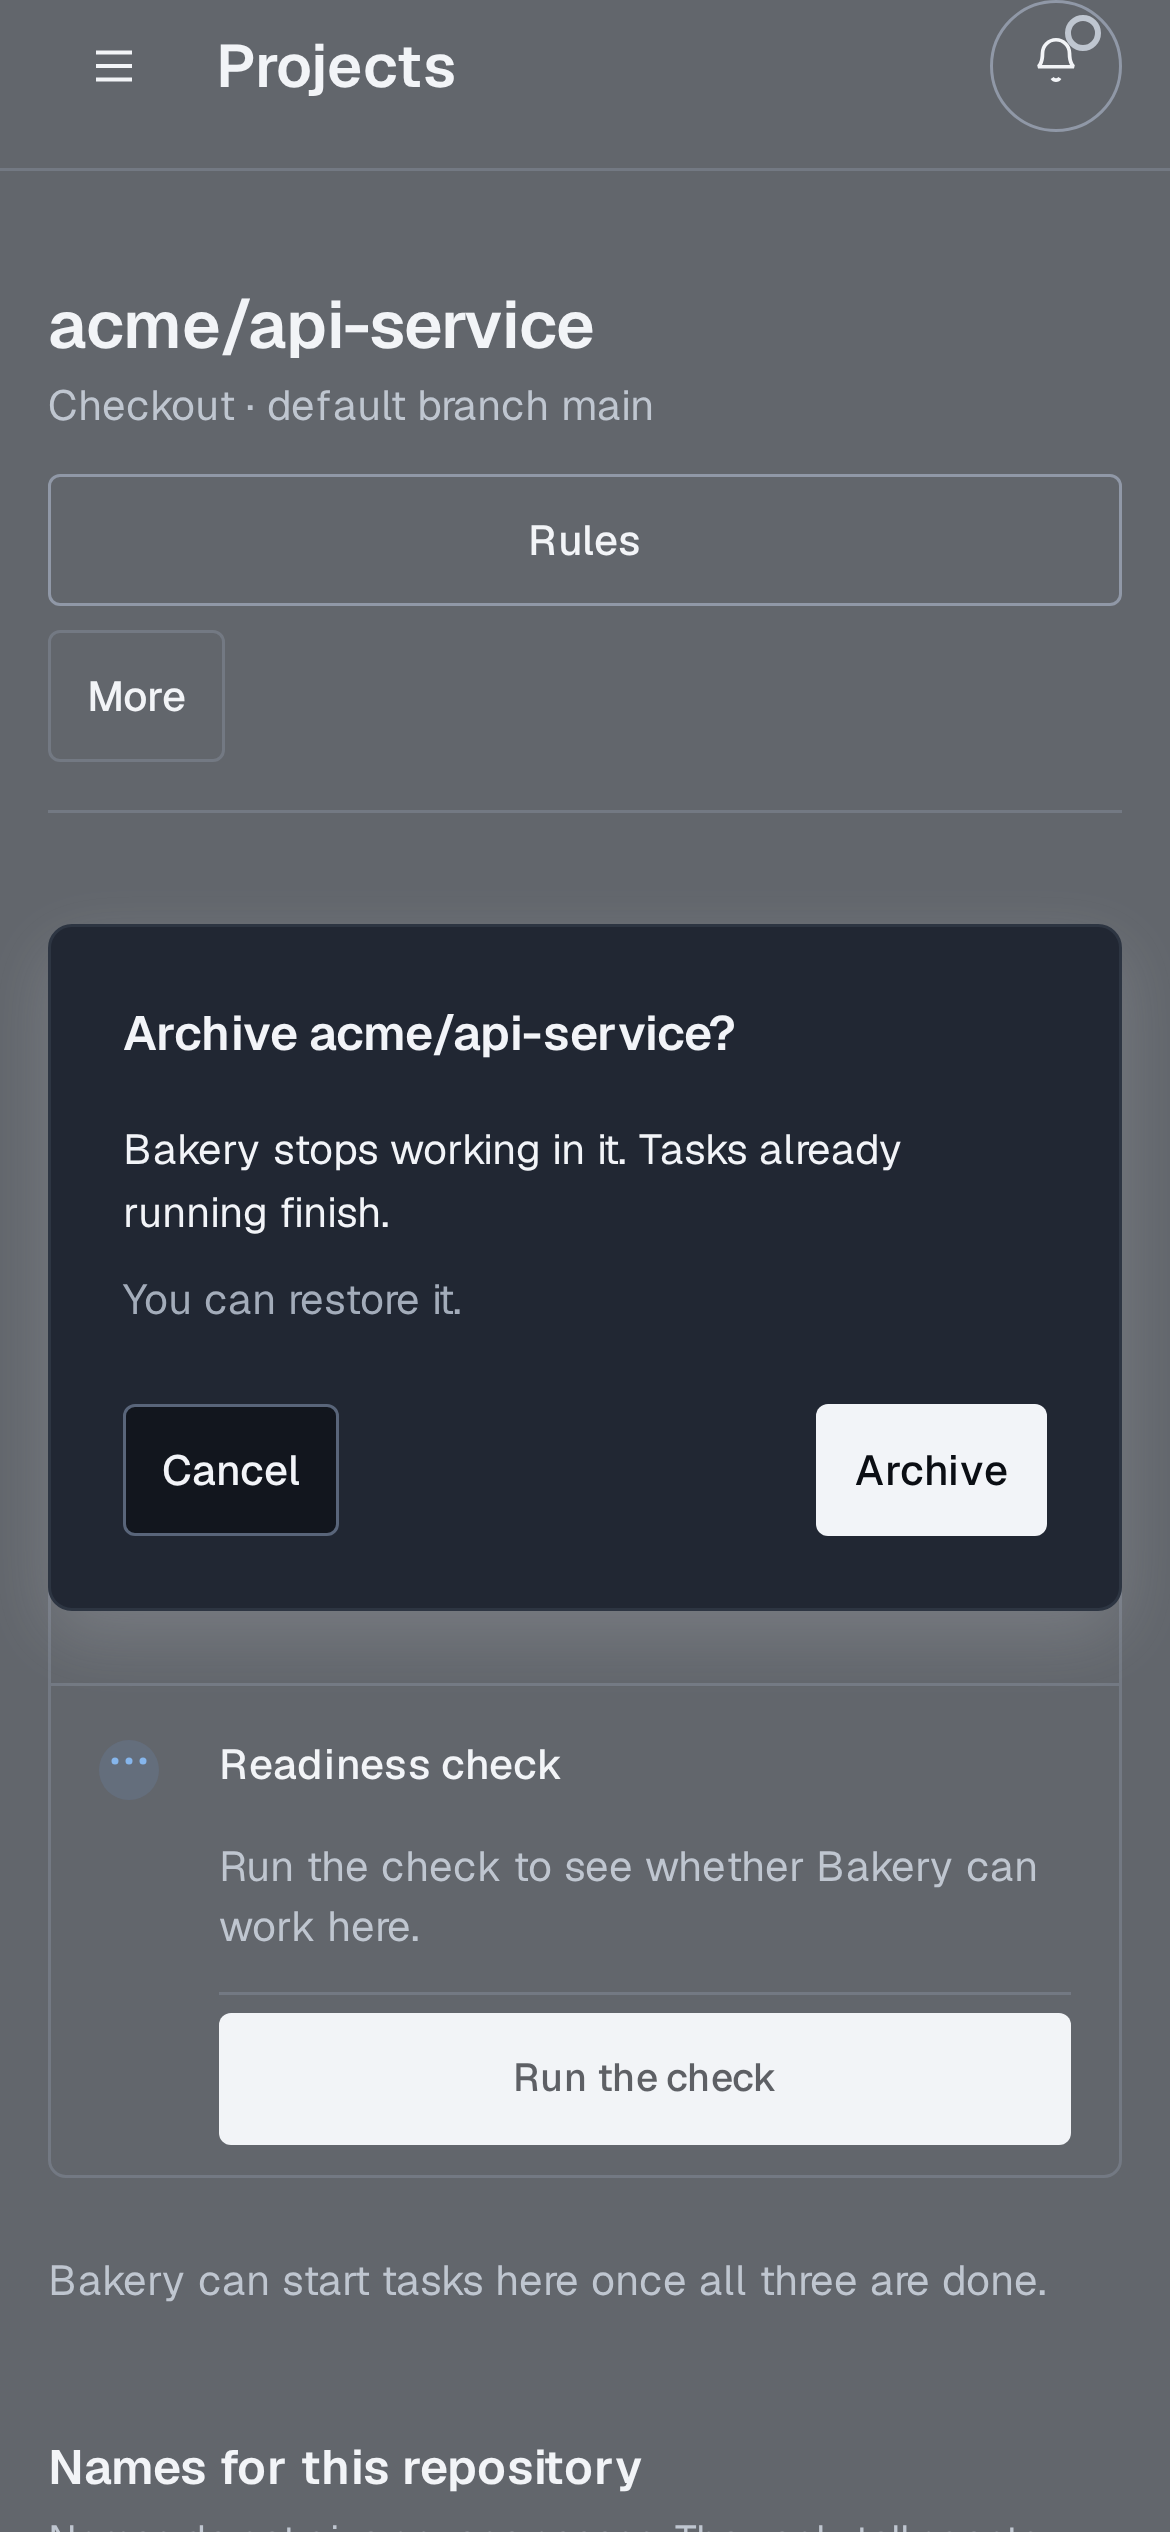 Projects
acme/api-service
Checkout · default branch main
Rules
More
Archive acme/api-service?
Bakery stops working in it. Tasks already
running finish.
You can restore it.
Cancel
Archive
Readiness check
Run the check to see whether Bakery can
work here.
Run the check
Bakery can start tasks here once all three are done.
Names for this repository